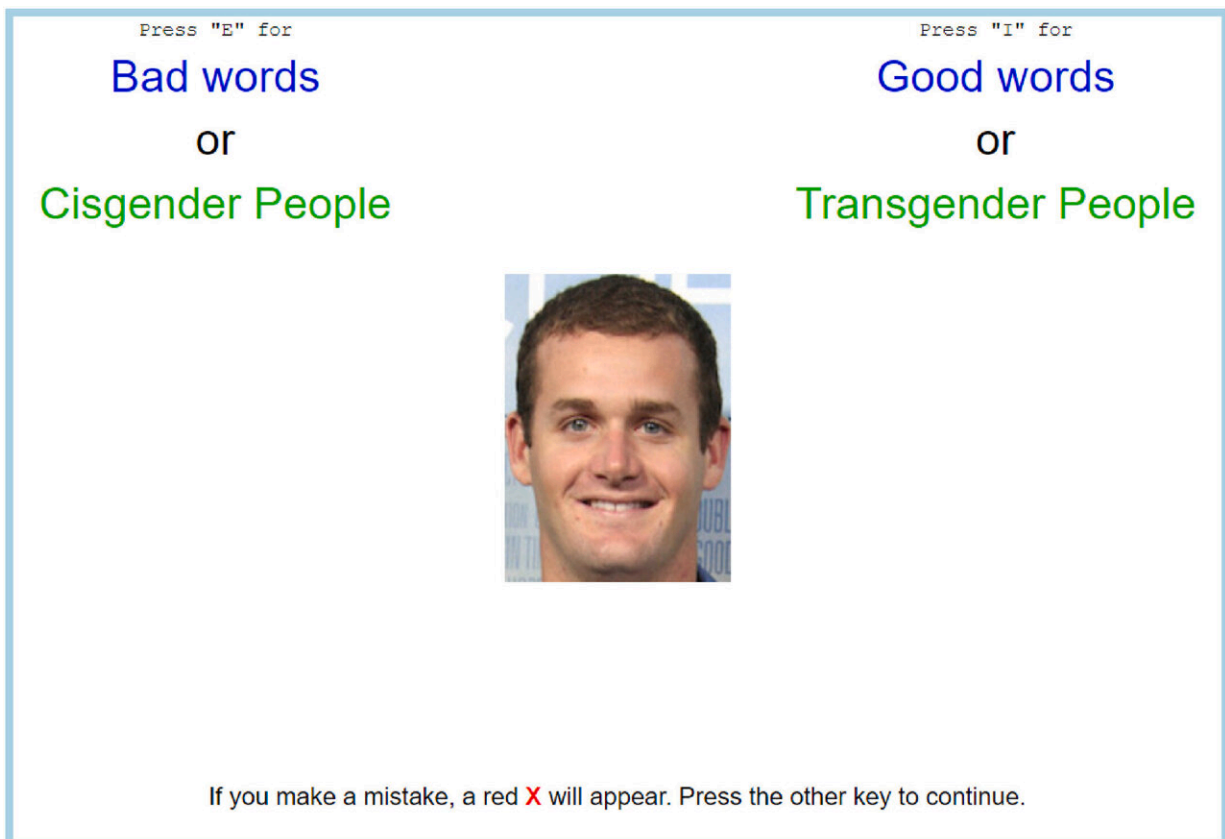 Press "E" for
Bad words
or
Cisgender People
Press "I" for
Good words
or
Transgender People
If you make a mistake, a red X will appear. Press the other key to continue.